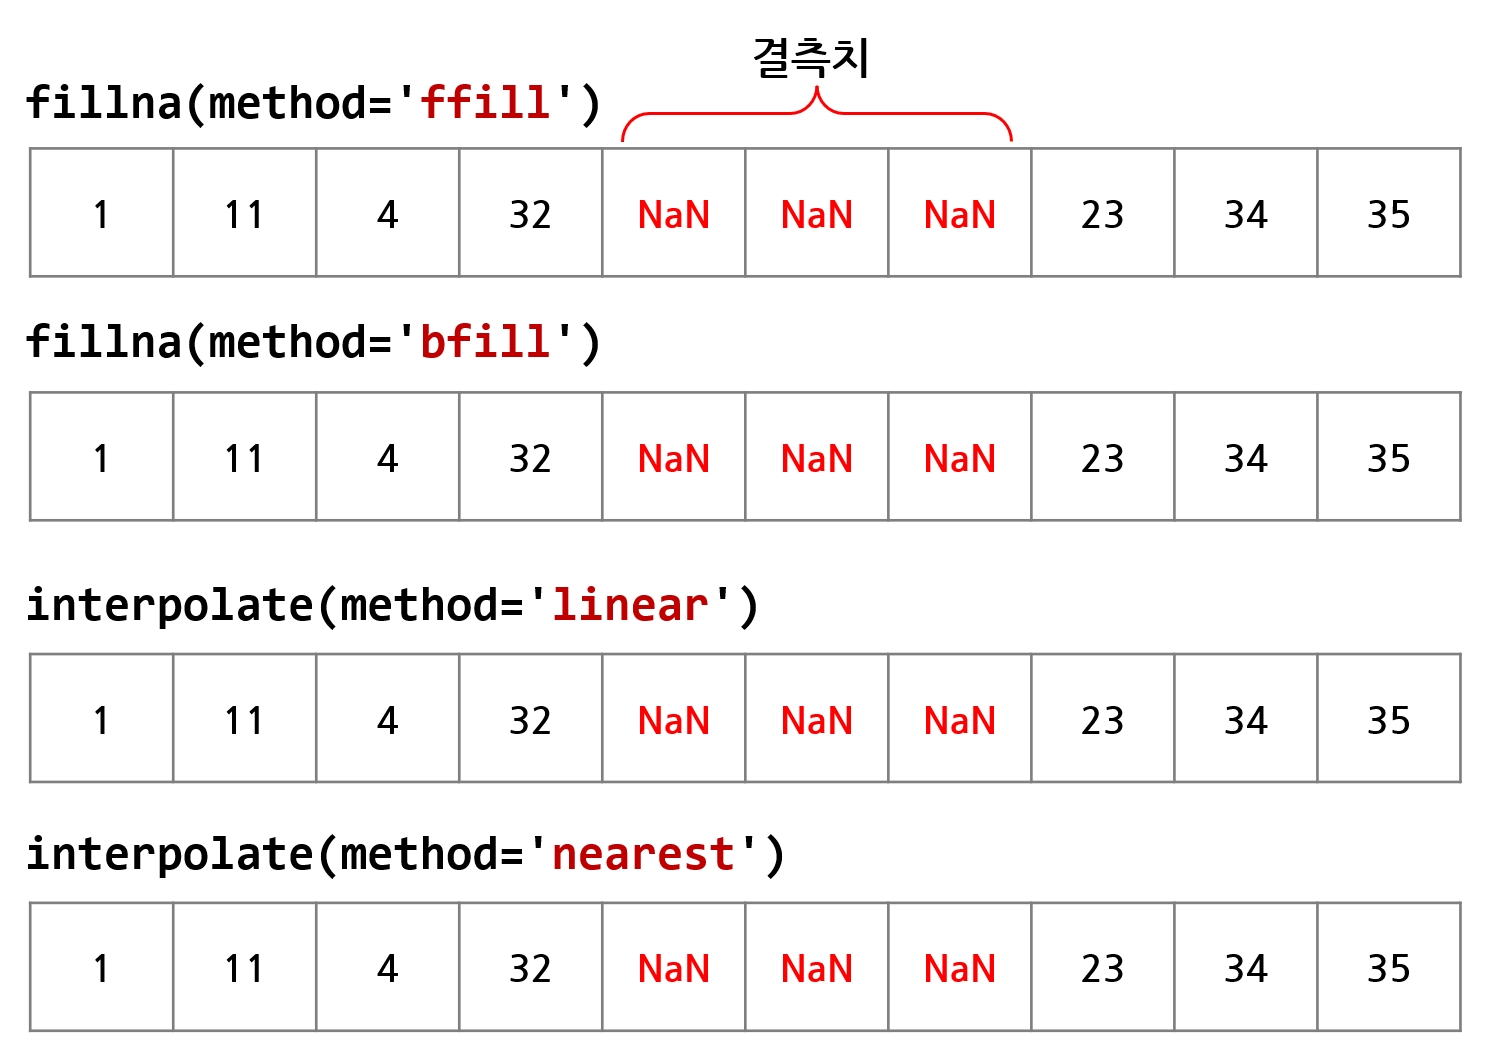 결측치
fillna(method='ffill')
1 11 4 32 NaN NaN NaN 23 34 35
fillna(method='bfill')
1 11 4 32 NaN NaN NaN 23 34 35
interpolate(method='linear')
1 11 4 32 NaN NaN NaN 23 34 35
interpolate(method='nearest')
1 11 4 32 NaN NaN NaN 23 34 35